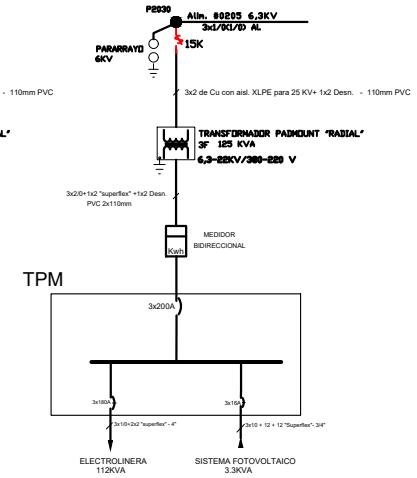 P2030
Alim. #0205 6,3KV
3x1/0(1/0) AL
15K
PARARRAYO
6KV
- 110mm PVC
3x2 de Cu con aisl. XLPE para 25 KV+ 1x2 Desn. - 110mm PVC
AL"
TRANSFORMADOR PADMOUNT "RADIAL"
3F 125 KVA
6,3-22KV/380-220 V
3x2/0+1x2 "superflex" +1x2 Desn.
PVC 2x110mm
MEDIDOR
BIDIRECCIONAL
Kwh
TPM
3x200A
3x180A
3x16A
3x1/0+2x2 "superflex" - 4"
3x10 + 12 + 12 "Superflex"- 3/4"
ELECTROLINERA
112KVA
SISTEMA FOTOVOLTAICO
3.3KVA